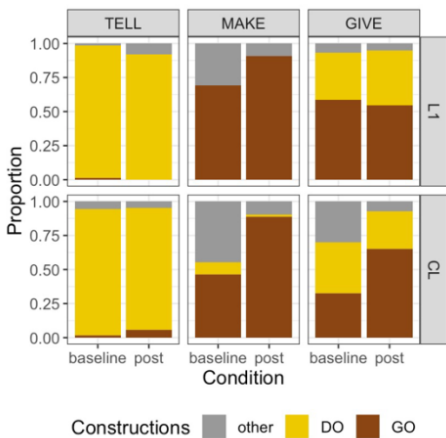 TELL MAKE GIVE
1.00
0.75
0.50
0.25
0.00
L1
1.00
0.75
0.50
0.25
0.00
CL
Proportion
baseline post baseline post baseline post
Condition
Constructions other DO GO